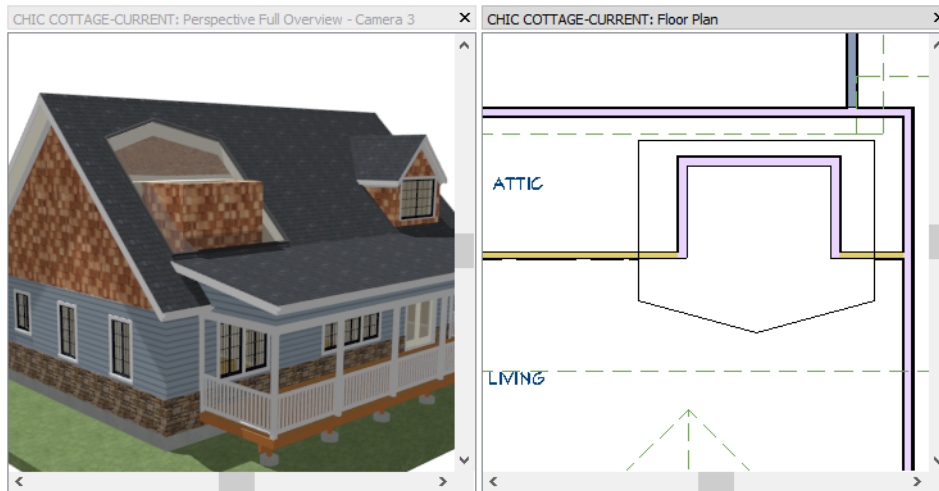 CHIC COTTAGE-CURRENT: Perspective Full Overview - Camera 3
CHIC COTTAGE-CURRENT: Floor Plan
ATTIC
LIVING